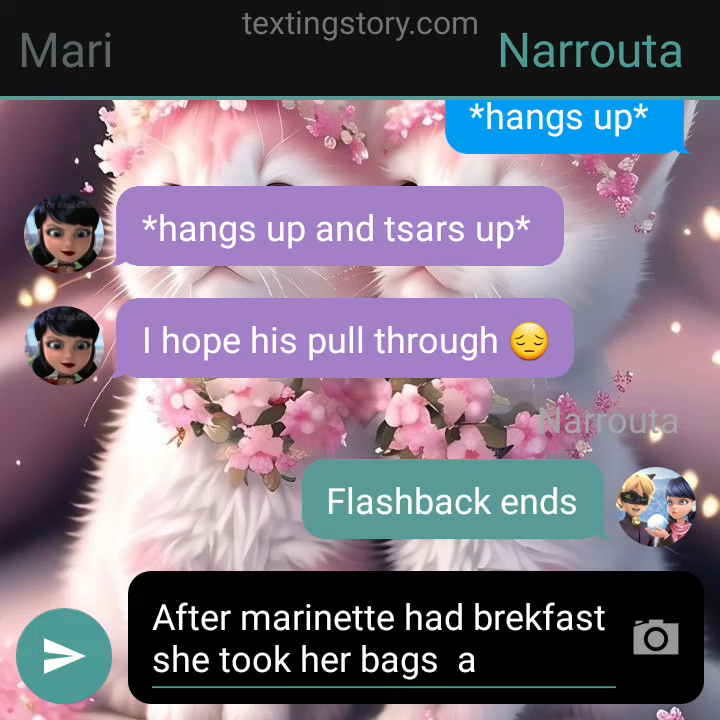 textingstory.com
Mari
Narrouta
*hangs up*
*hangs up and tsars up*
I hope his pull through 😔
Narrouta
Flashback ends
After marinette had brekfast
she took her bags a